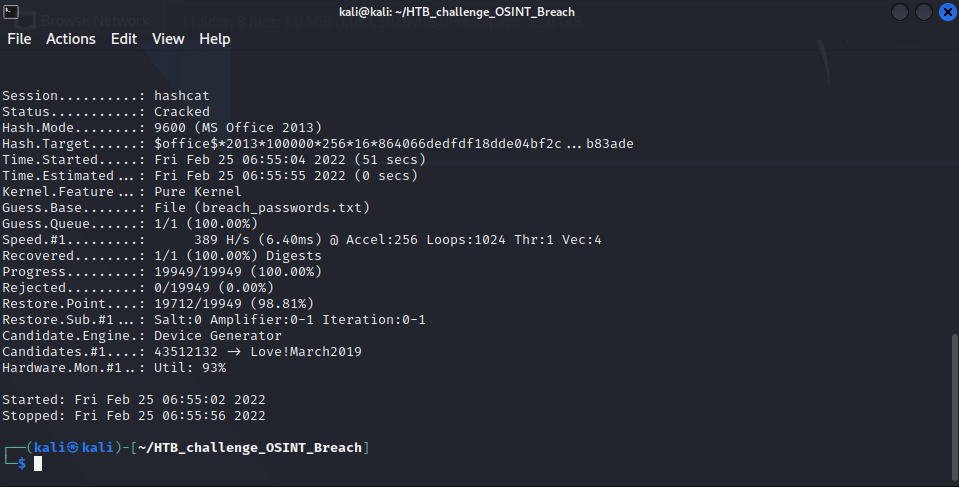 kali@kali: ~/HTB_challenge_OSINT_Breach
File Actions Edit View Help
Session..........: hashcat
Status...........: Cracked
Hash.Mode........: 9600 (MS Office 2013)
Hash.Target......: $office$*2013*100000*256*16*864066dedfdf18dde04bf2c...b83ade
Time.Started.....: Fri Feb 25 06:55:04 2022 (51 secs)
Time.Estimated...: Fri Feb 25 06:55:55 2022 (0 secs)
Kernel.Feature...: Pure Kernel
Guess.Base.......: File (breach_passwords.txt)
Guess.Queue......: 1/1 (100.00%)
Speed.#1.........:      389 H/s (6.40ms) @ Accel:256 Loops:1024 Thr:1 Vec:4
Recovered........: 1/1 (100.00%) Digests
Progress.........: 19949/19949 (100.00%)
Rejected.........: 0/19949 (0.00%)
Restore.Point....: 19712/19949 (98.81%)
Restore.Sub.#1...: Salt:0 Amplifier:0-1 Iteration:0-1
Candidate.Engine.: Device Generator
Candidates.#1....: 43512132 -> Love!March2019
Hardware.Mon.#1..: Util: 93%
Started: Fri Feb 25 06:55:02 2022
Stopped: Fri Feb 25 06:55:56 2022
┌──(kali㉿kali)-[~/HTB_challenge_OSINT_Breach]
└─$